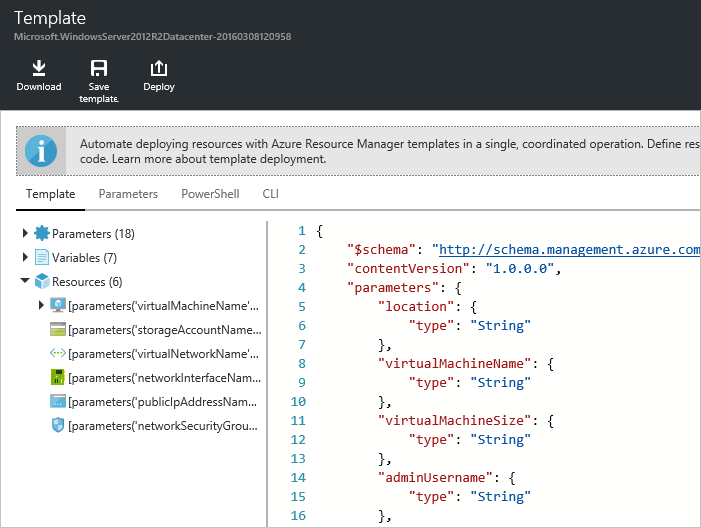 Template
Microsoft.WindowsServer2012R2Datacenter-20160308120958
Download
Save
template
Deploy
Automate deploying resources with Azure Resource Manager templates in a single, coordinated operation. Define res
code. Learn more about template deployment.
Template Parameters PowerShell CLI
Parameters (18)
Variables (7)
Resources (6)
[parameters('virtualMachineName'...
[parameters('storageAccountName...
[parameters('virtualNetworkName'...
[parameters('networkInterfaceNam...
[parameters('publicIpAddressNam...
[parameters('networkSecurityGrou...
1 {
2 "$schema": "http://schema.management.azure.com
3 "contentVersion": "1.0.0.0",
4 "parameters": {
5 "location": {
6 "type": "String"
7 },
8 "virtualMachineName": {
9 "type": "String"
10 },
11 "virtualMachineSize": {
12 "type": "String"
13 },
14 "adminUsername": {
15 "type": "String"
16 },